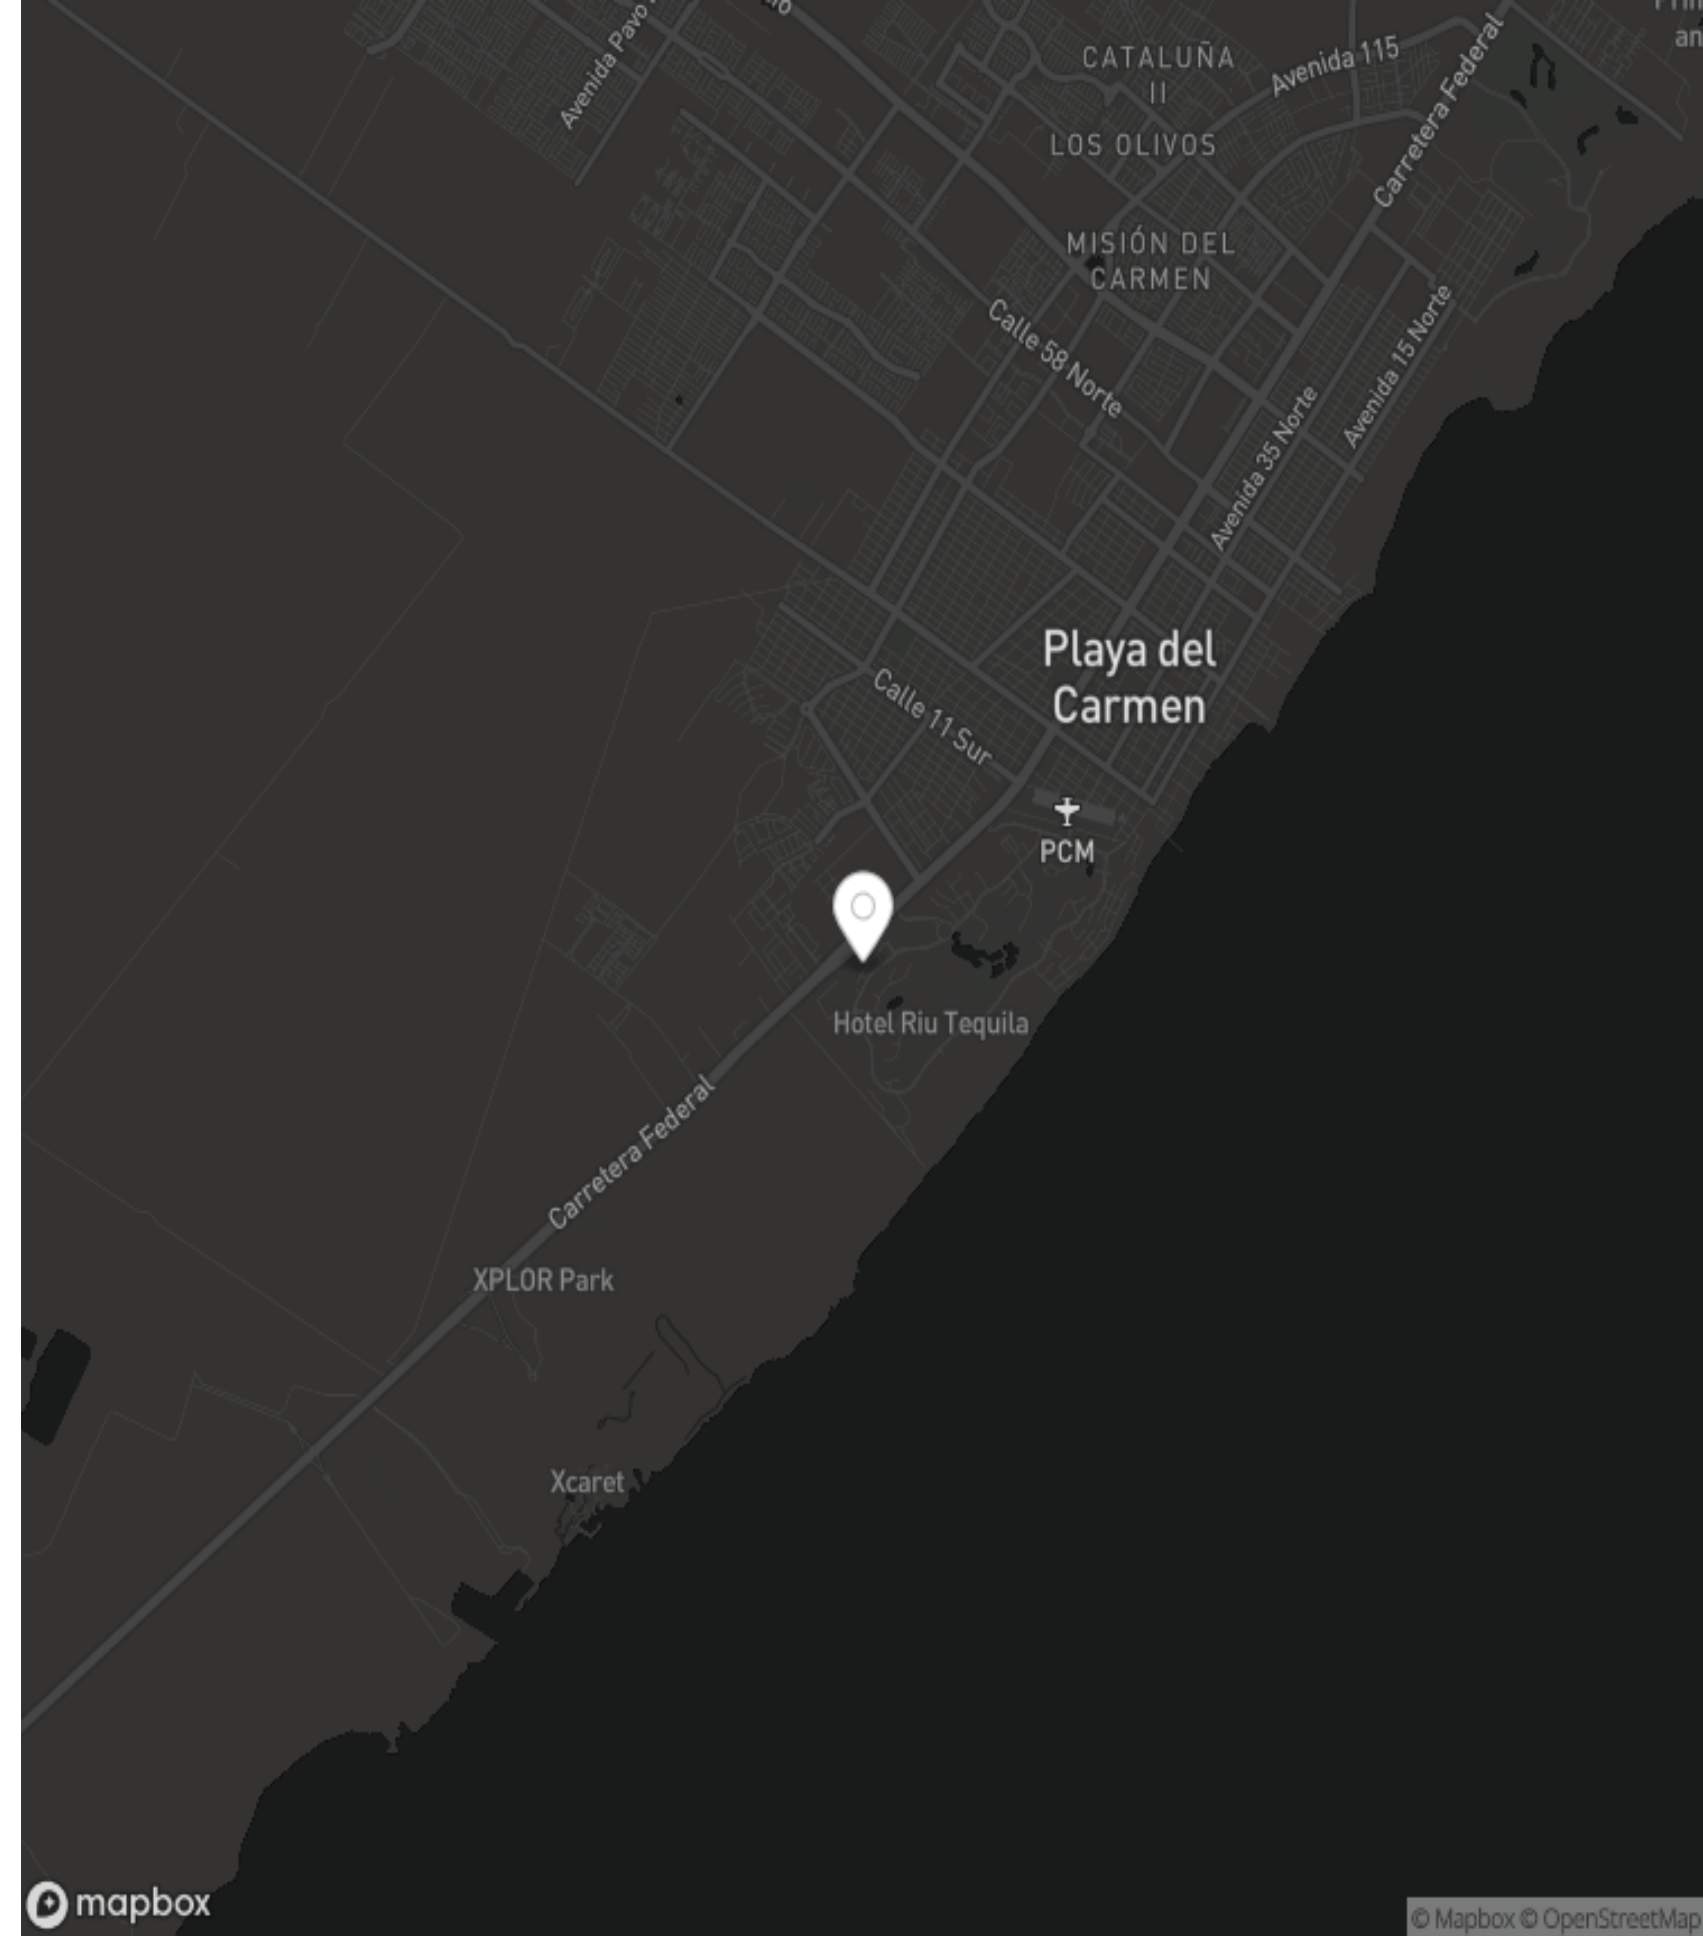 Avenida Pavo
CATALUÑA
II
Avenida 115
Carretera Federal
LOS OLIVOS
MISIÓN DEL
CARMEN
Calle 58 Norte
Avenida 15 Norte
Avenida 35 Norte
Playa del
Carmen
Calle 11 Sur
PCM
Hotel Riu Tequila
Carretera Federal
XPLOR Park
Xcaret
mapbox
© Mapbox © OpenStreetMap